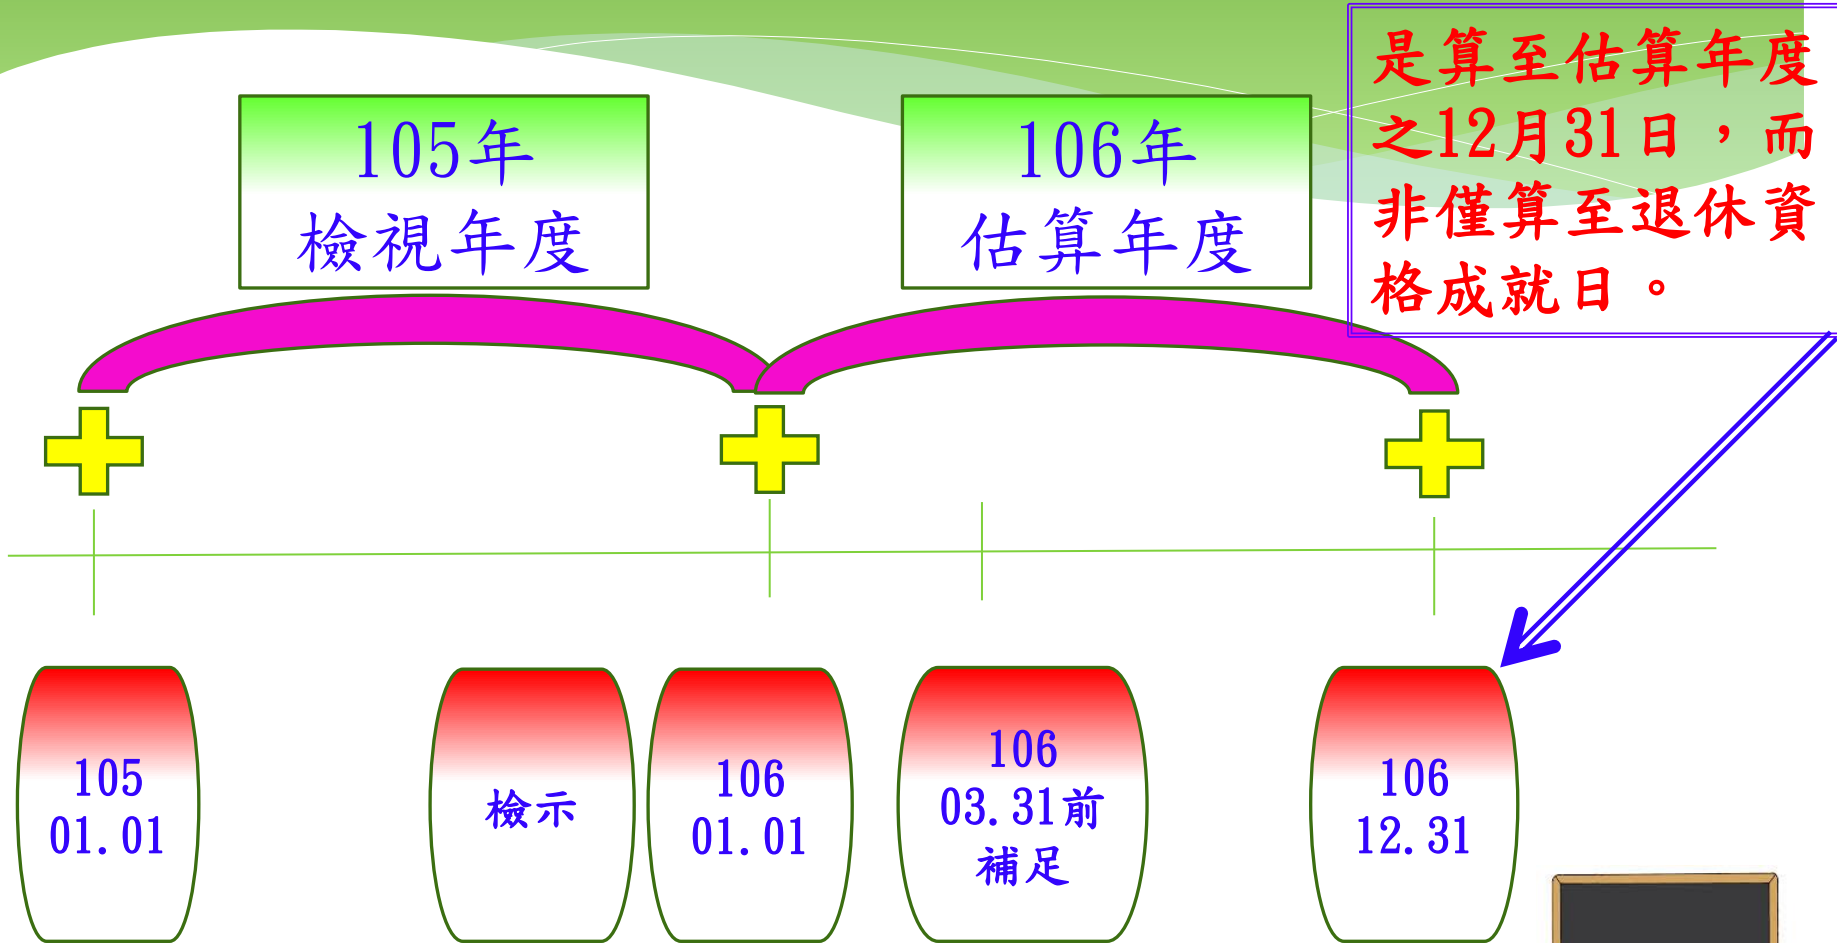 105年
檢視年度
106年
估算年度
是算至估算年度
之12月31日，而
非僅算至退休資
格成就日。
105
01.01
檢示
106
01.01
106
03.31前
補足
106
12.31